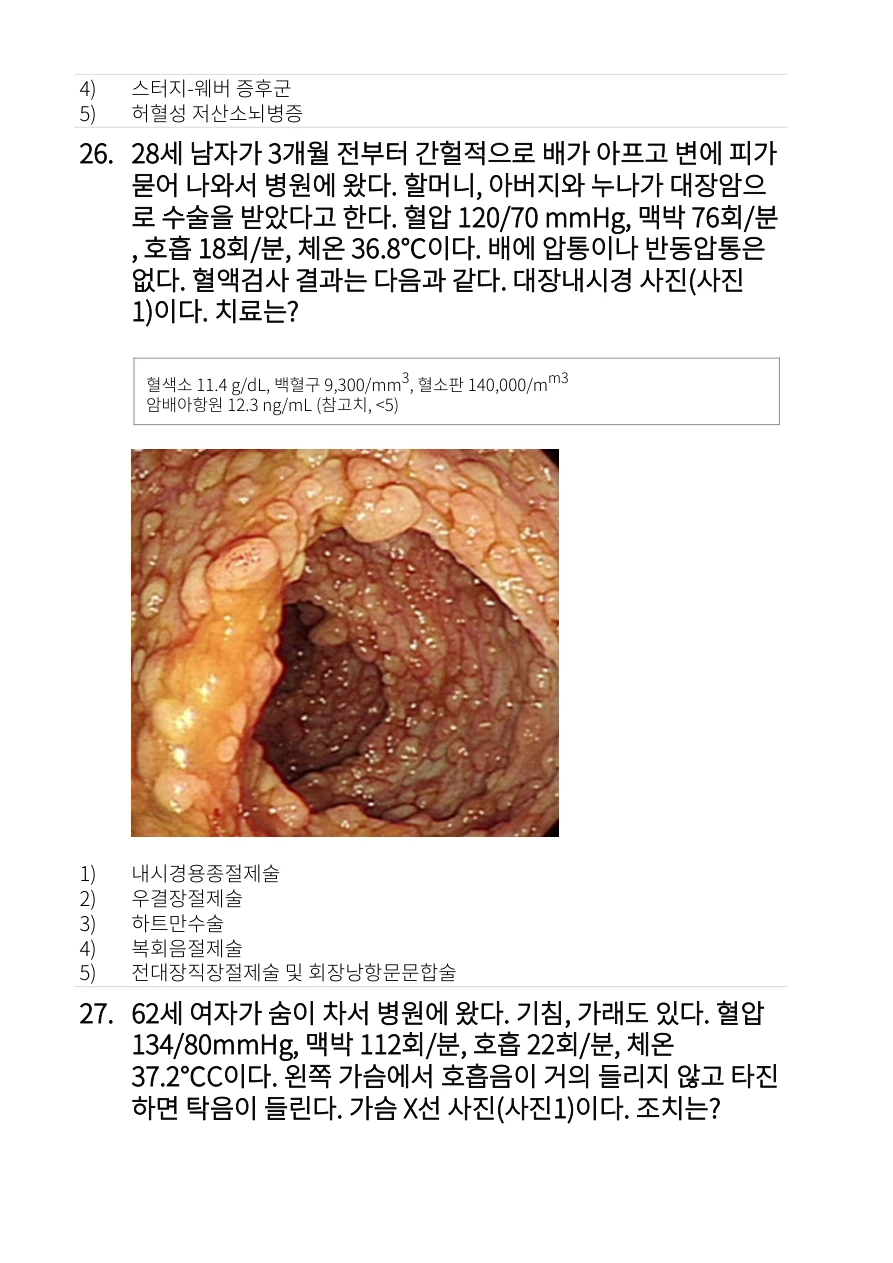 4) 스터지-웨버 증후군
5) 허혈성 저산소뇌병증
26. 28세 남자가 3개월 전부터 간헐적으로 배가 아프고 변에 피가
묻어 나와서 병원에 왔다. 할머니, 아버지와 누나가 대장암으
로 수술을 받았다고 한다. 혈압 120/70 mmHg, 맥박 76회/분
, 호흡 18회/분, 체온 36.8℃이다. 배에 압통이나 반동압통은
없다. 혈액검사 결과는 다음과 같다. 대장내시경 사진(사진
1)이다. 치료는?
혈색소 11.4 g/dL, 백혈구 9,300/mm³, 혈소판 140,000/m^m3
암배아항원 12.3 ng/mL (참고치, <5)
1) 내시경용종절제술
2) 우결장절제술
3) 하트만수술
4) 복회음절제술
5) 전대장직장절제술 및 회장낭항문문합술
27. 62세 여자가 숨이 차서 병원에 왔다. 기침, 가래도 있다. 혈압
134/80mmHg, 맥박 112회/분, 호흡 22회/분, 체온
37.2℃C이다. 왼쪽 가슴에서 호흡음이 거의 들리지 않고 타진
하면 탁음이 들린다. 가슴 X선 사진(사진1)이다. 조치는?